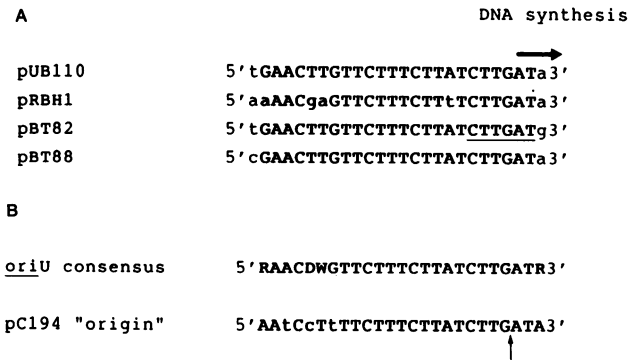 A
DNA synthesis
pUB110 5'tGAACTTGTTCTTTCTTATCTTGATa3'
pRBH1 5'aaAACgaGTTCTTTCTTtTCTTGATa3'
pBT82 5'tGAACTTGTTCTTTCTTATCTTGATg3'
pBT88 5'cGAACTTGTTCTTTCTTATCTTGATa3'
B
oriU consensus 5'RAACDWGTTCTTTCTTATCTTGATR3'
pC194 "origin" 5'AAtCcTtTTCTTTCTTATCTTGATA3'